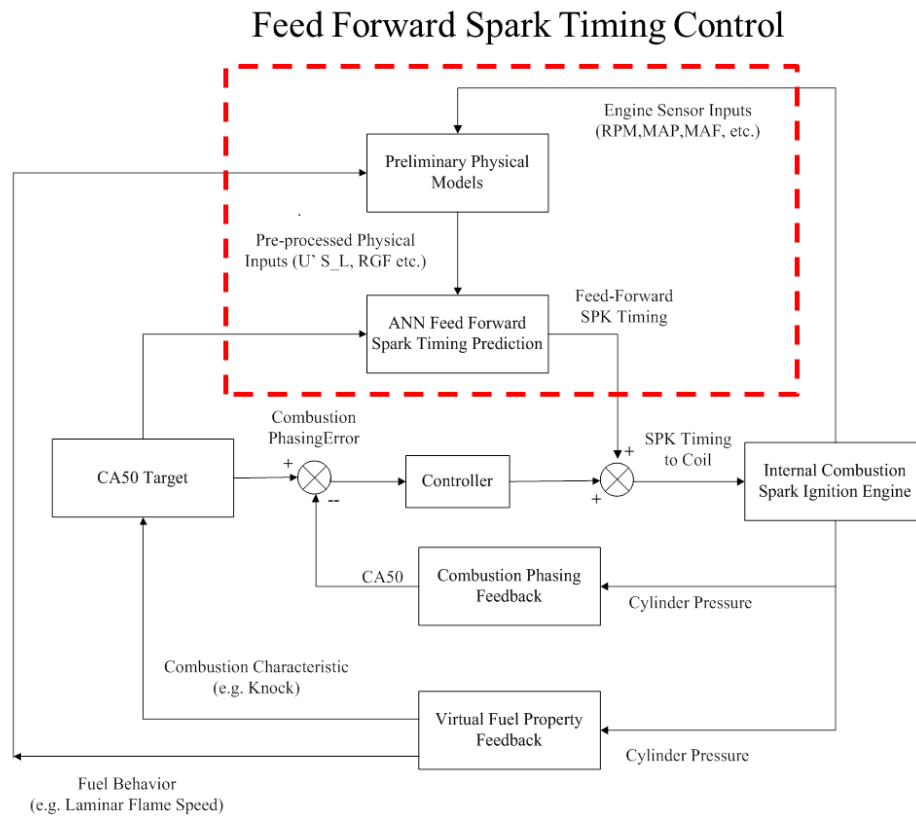 Feed Forward Spark Timing Control
Engine Sensor Inputs
(RPM,MAP,MAF, etc.)
Preliminary Physical
Models
Pre-processed Physical
Inputs (U' S_L, RGF etc.)
Feed-Forward
SPK Timing
ANN Feed Forward
Spark Timing Prediction
Combustion
PhasingError
CA50 Target
+
--
Controller
+
+
SPK Timing
to Coil
Internal Combustion
Spark Ignition Engine
CA50
Combustion Phasing
Feedback
Cylinder Pressure
Combustion Characteristic
(e.g. Knock)
Virtual Fuel Property
Feedback
Cylinder Pressure
Fuel Behavior
(e.g. Laminar Flame Speed)